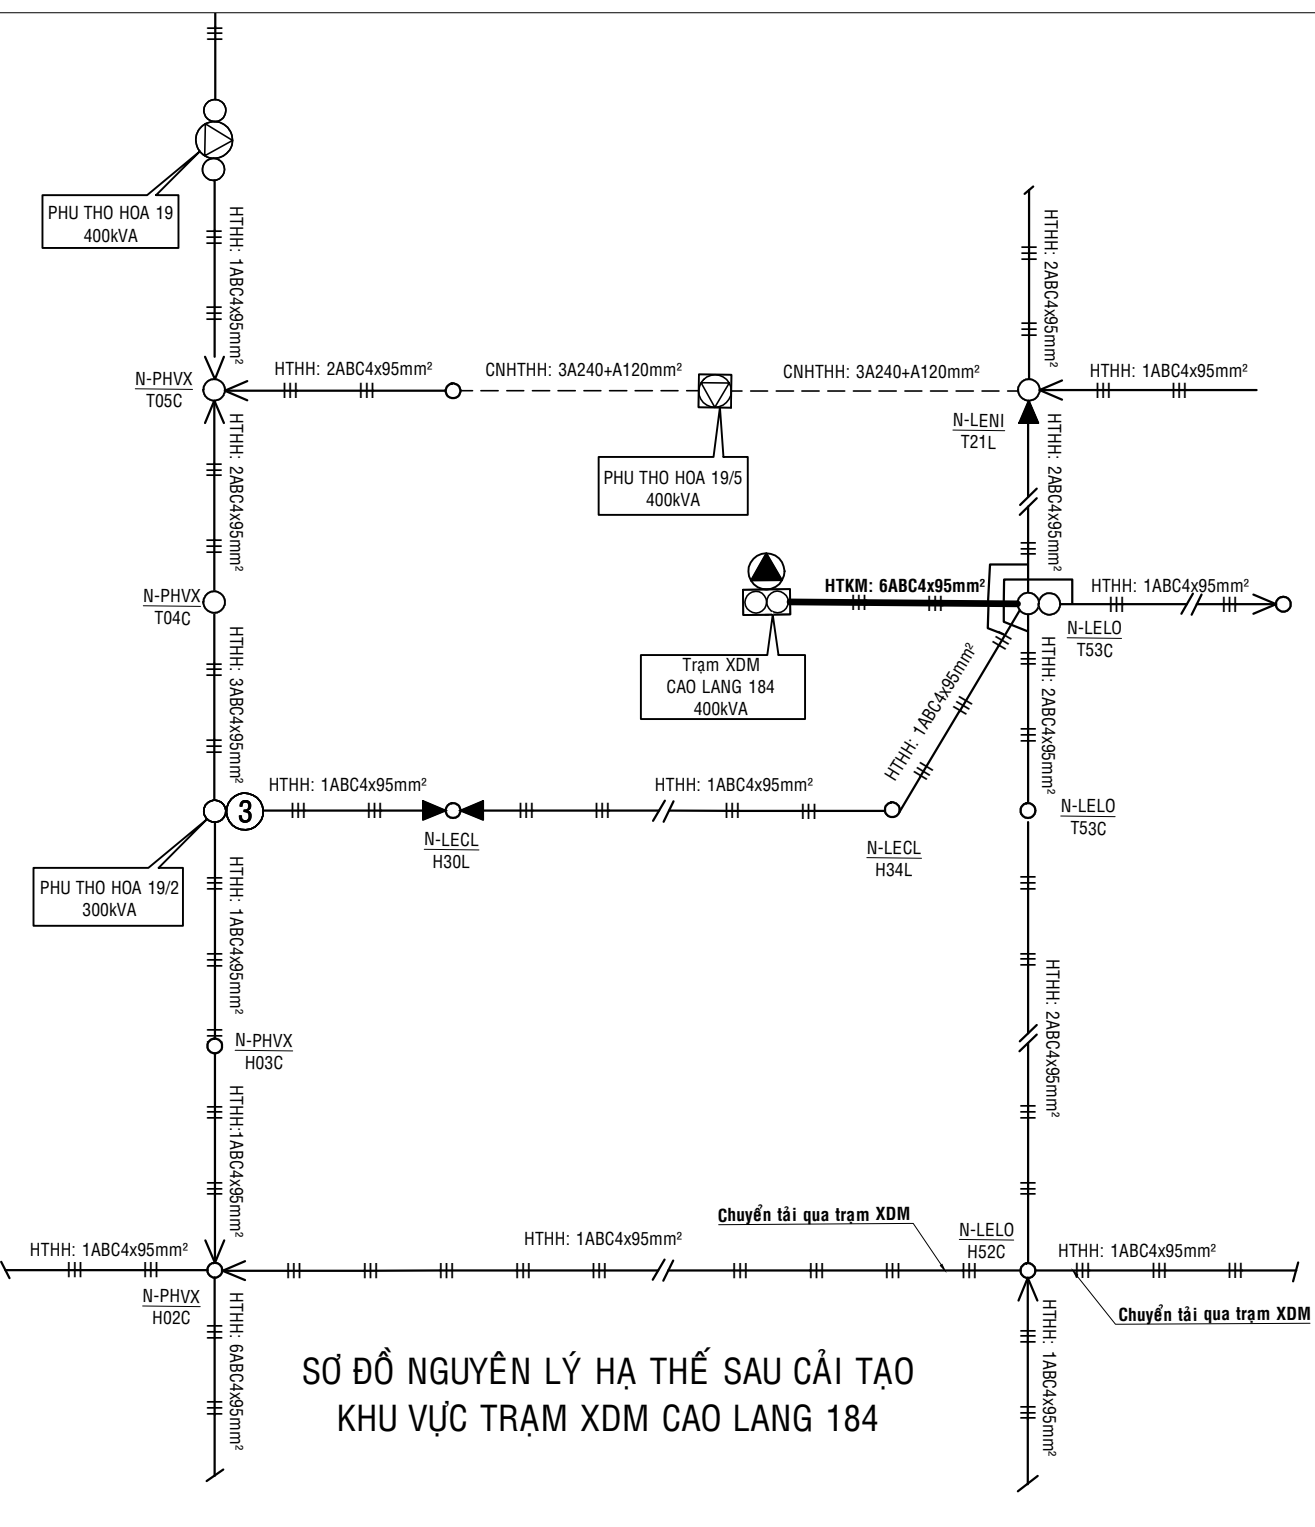 PHU THO HOA 19
400kVA
HTHH: 1ABC4x95mm²
HTHH: 2ABC4x95mm²
N-PHVX
T05C
HTHH: 2ABC4x95mm²
CNHTHH: 3A240+A120mm²
CNHTHH: 3A240+A120mm²
HTHH: 1ABC4x95mm²
N-LENI
T21L
PHU THO HOA 19/5
400kVA
HTHH: 2ABC4x95mm²
HTHH: 2ABC4x95mm²
N-PHVX
T04C
HTKM: 6ABC4x95mm²
HTHH: 1ABC4x95mm²
N-LELO
T53C
Trạm XDM
CAO LANG 184
400kVA
HTHH: 3ABC4x95mm²
HTHH: 1ABC4x95mm²
HTHH: 2ABC4x95mm²
HTHH: 1ABC4x95mm²
HTHH: 1ABC4x95mm²
3
N-LECL
H30L
N-LECL
H34L
N-LELO
T53C
PHU THO HOA 19/2
300kVA
HTHH: 1ABC4x95mm²
HTHH: 2ABC4x95mm²
N-PHVX
H03C
HTHH:1ABC4x95mm²
Chuyển tải qua trạm XDM
HTHH: 1ABC4x95mm²
HTHH: 1ABC4x95mm²
N-LELO
H52C
HTHH: 1ABC4x95mm²
N-PHVX
H02C
HTHH: 6ABC4x95mm²
HTHH: 1ABC4x95mm²
Chuyển tải qua trạm XDM
SƠ ĐỒ NGUYÊN LÝ HẠ THẾ SAU CẢI TẠO
KHU VỰC TRẠM XDM CAO LANG 184